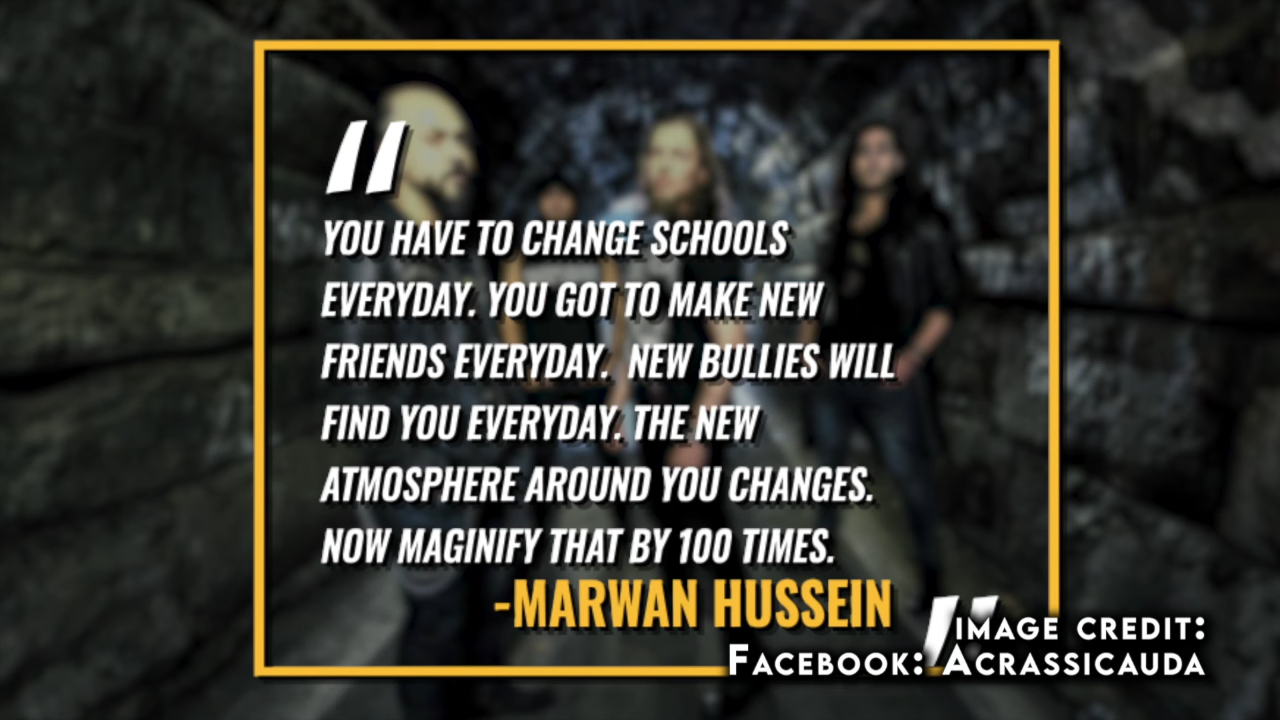 "
YOU HAVE TO CHANGE SCHOOLS
EVERYDAY. YOU GOT TO MAKE NEW
FRIENDS EVERYDAY. NEW BULLIES WILL
FIND YOU EVERYDAY. THE NEW
ATMOSPHERE AROUND YOU CHANGES.
NOW MAGINIFY THAT BY 100 TIMES.
-MARWAN HUSSEIN
"
IMAGE CREDIT:
FACEBOOK: ACRASSICAUDA